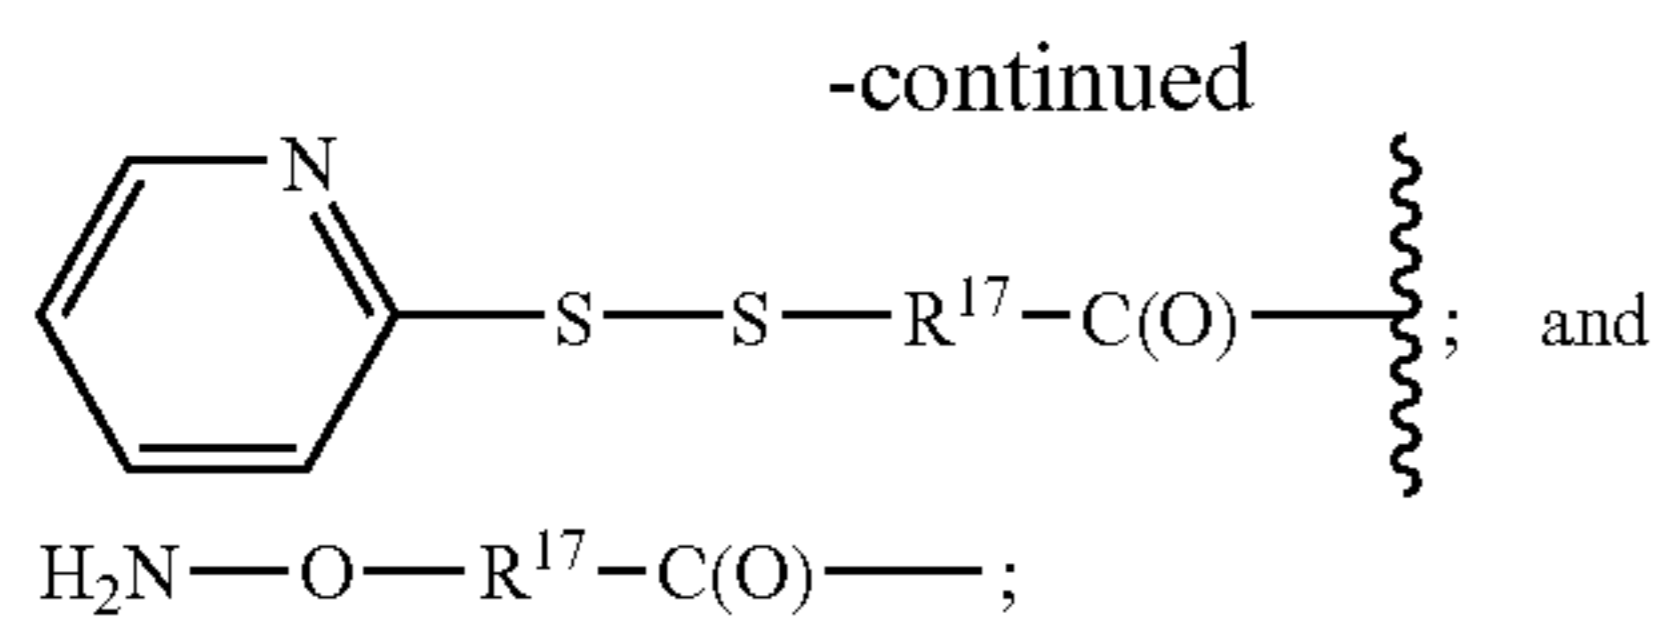 -continued
N
S—S—R¹⁷—C(O)— ; and
H₂N—O—R¹⁷—C(O)— ;